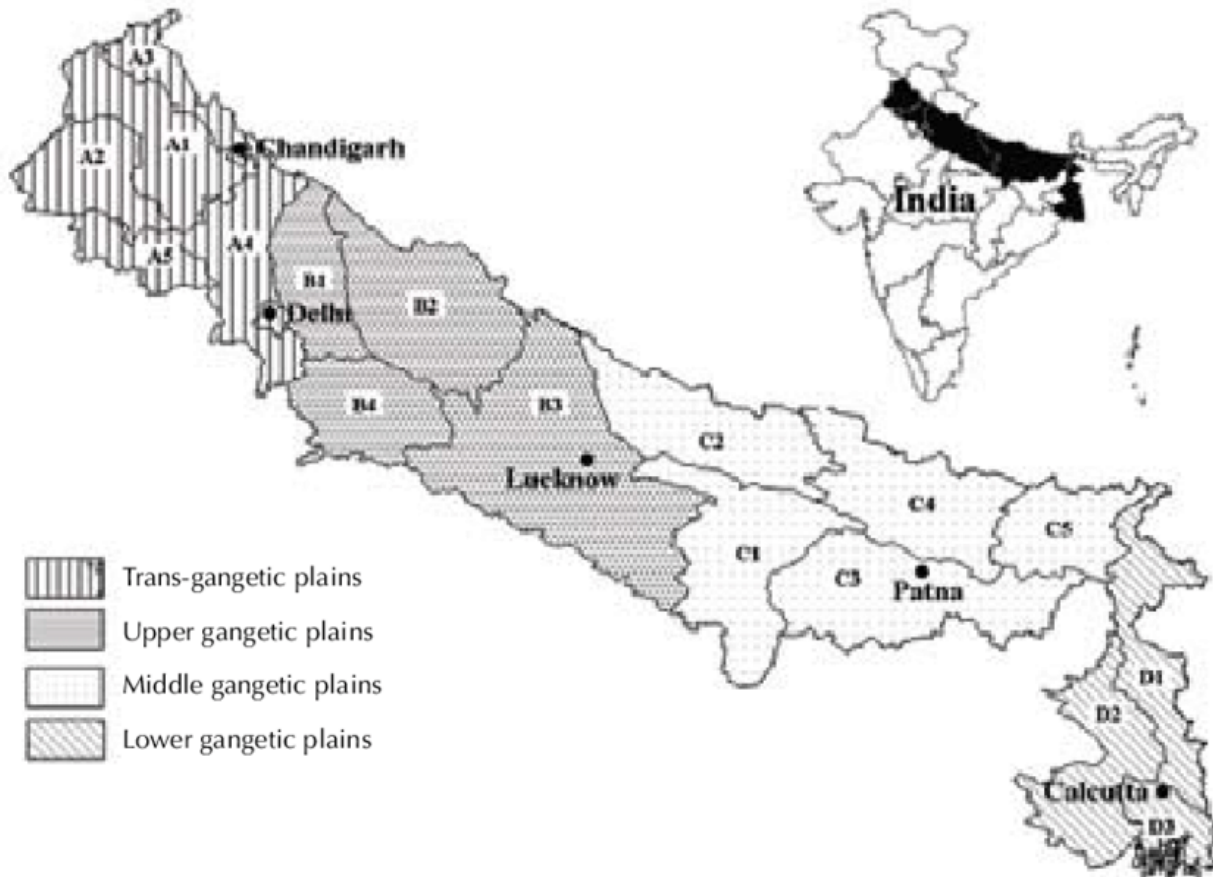 A3
A1
A2
Chandigarh
A4
A5
B1
Delhi
B2
B4
B3
Lucknow
C2
C4
C5
C1
C3
Patna
D1
D2
Calcutta
D3
India
Trans-gangetic plains
Upper gangetic plains
Middle gangetic plains
Lower gangetic plains